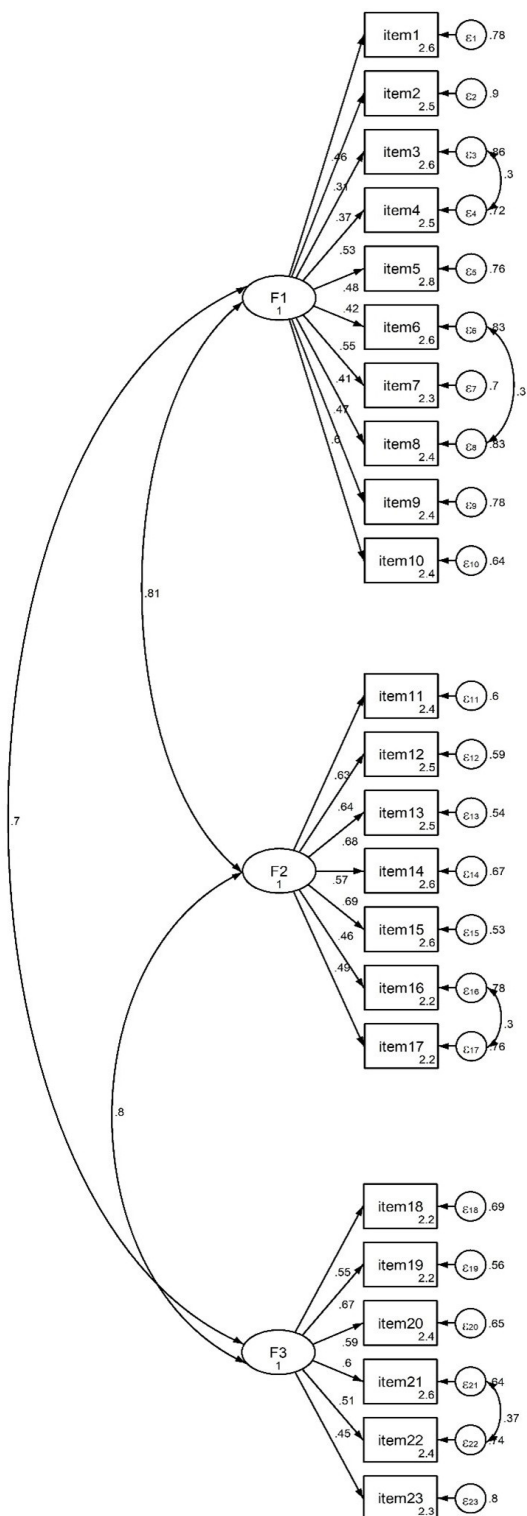 item1
2.6
ε1
.78
item2
2.5
ε2
.9
.46
item3
2.6
ε3
.86
.31
.3
item4
2.5
ε4
.72
.37
.53
item5
2.8
ε5
.76
.48
F1
1
.42
item6
2.6
ε6
.83
.55
item7
2.3
ε7
.7
.41
.3
.47
item8
2.4
ε8
.83
.6
item9
2.4
ε9
.78
item10
2.4
ε10
.64
.81
item11
2.4
ε11
.6
item12
2.5
ε12
.59
.63
.64
item13
2.5
ε13
.54
.7
.68
F2
1
.57
item14
2.6
ε14
.67
.69
item15
2.6
ε15
.53
.46
.49
item16
2.2
ε16
.78
.3
item17
2.2
ε17
.76
.8
item18
2.2
ε18
.69
item19
2.2
ε19
.56
.55
.67
item20
2.4
ε20
.65
.59
F3
1
.6
item21
2.6
ε21
.64
.51
.37
item22
2.4
ε22
.74
.45
item23
2.3
ε23
.8